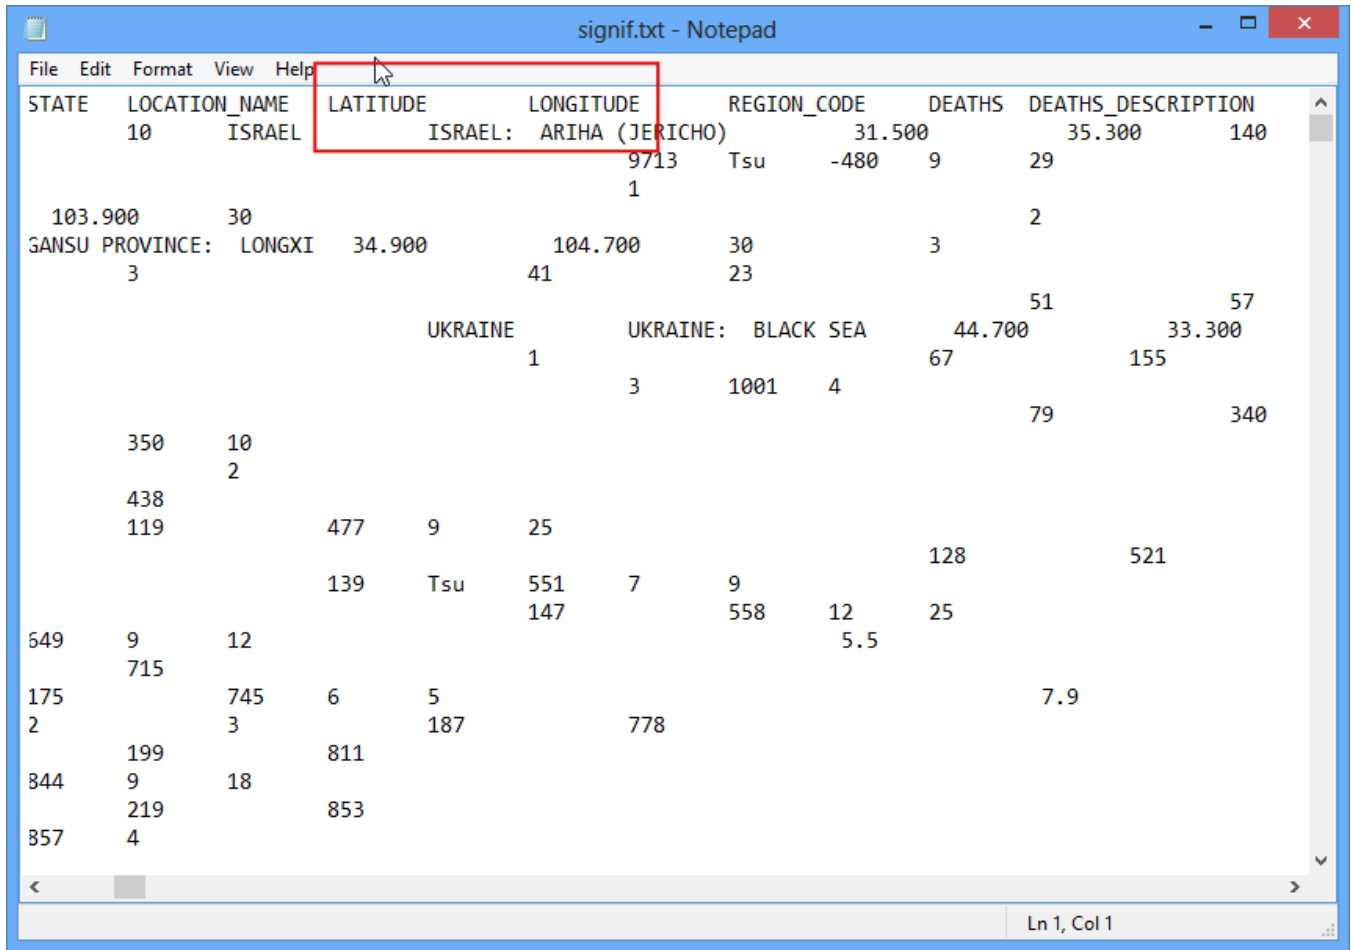 signif.txt - Notepad
File Edit Format View Help
STATE LOCATION_NAME LATITUDE LONGITUDE REGION_CODE DEATHS DEATHS_DESCRIPTION
10 ISRAEL ISRAEL: ARIHA (JERICHO) 31.500 35.300 140
9713 Tsu -480 9 29
1
103.900 30 2
GANSU PROVINCE: LONGXI 34.900 104.700 30 3
3 41 23
51 57
UKRAINE UKRAINE: BLACK SEA 44.700 33.300
1 67 155
3 1001 4
79 340
350 10
2
438
119 477 9 25
128 521
139 Tsu 551 7 9
147 558 12 25
649 9 12 5.5
715
175 745 6 5 7.9
2 3 187 778
199 811
844 9 18
219 853
857 4
Ln 1, Col 1